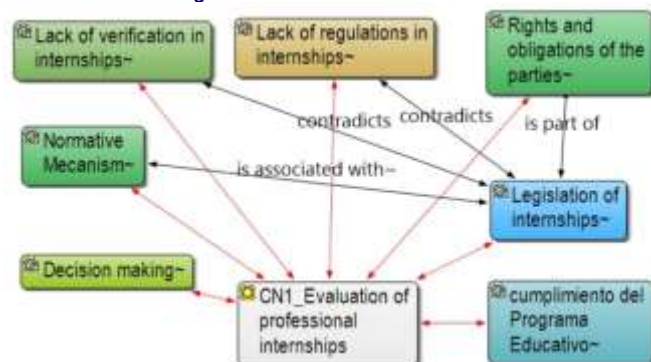 Lack of verification in
internships~
Lack of regulations in
internships~
Rights and
obligations of the
parties~
contradicts
contradicts
is part of
Normative
Mecanism~
is associated with~
Legislation of
internships~
Decision making~
CN1_Evaluation of
professional
internships
cumplimiento del
Programa
Educativo~